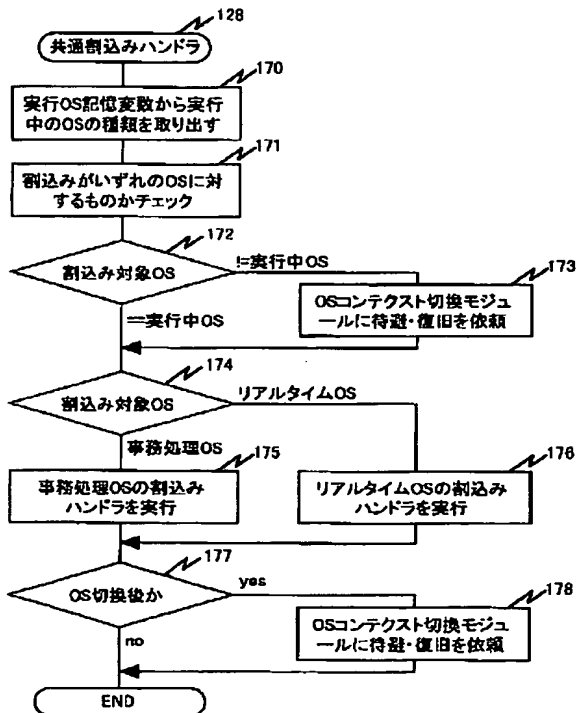 128
共通割込みハンドラ
170
実行OS記憶変数から実行
中のOSの種類を取り出す
171
割込みがいずれのOSに対
するものかチェック
172
割込み対象OS
!=実行中OS
173
OSコンテクスト切換モジュ
ールに待避・復旧を依頼
==実行中OS
174
割込み対象OS
リアルタイムOS
事務処理OS
175
事務処理OSの割込み
ハンドラを実行
176
リアルタイムOSの割込み
ハンドラを実行
177
OS切換後か
yes
178
OSコンテクスト切換モジュ
ールに待避・復旧を依頼
no
END